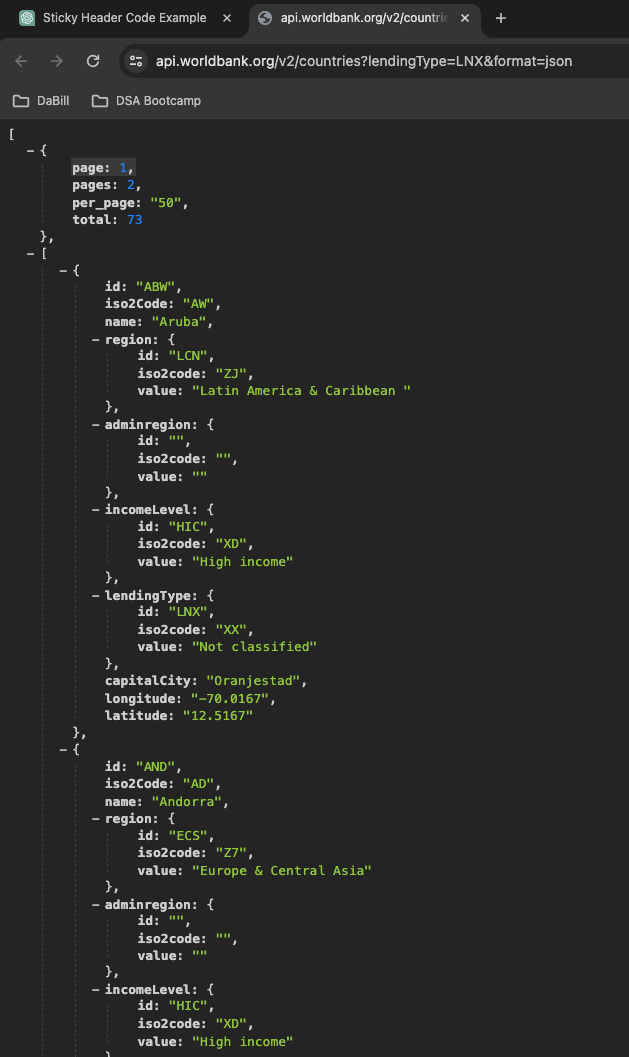 Sticky Header Code Example
api.worldbank.org/v2/countrie
api.worldbank.org/v2/countries?lendingType=LNX&format=json
DaBill
DSA Bootcamp
[
– {
page: 1,
pages: 2,
per_page: "50",
total: 73
},
– [
– {
id: "ABW",
iso2Code: "AW",
name: "Aruba",
– region: {
id: "LCN",
iso2code: "ZJ",
value: "Latin America & Caribbean "
},
– adminregion: {
id: "",
iso2code: "",
value: ""
},
– incomeLevel: {
id: "HIC",
iso2code: "XD",
value: "High income"
},
– lendingType: {
id: "LNX",
iso2code: "XX",
value: "Not classified"
},
capitalCity: "Oranjestad",
longitude: "-70.0167",
latitude: "12.5167"
},
– {
id: "AND",
iso2Code: "AD",
name: "Andorra",
– region: {
id: "ECS",
iso2code: "Z7",
value: "Europe & Central Asia"
},
– adminregion: {
id: "",
iso2code: "",
value: ""
},
– incomeLevel: {
id: "HIC",
iso2code: "XD",
value: "High income"